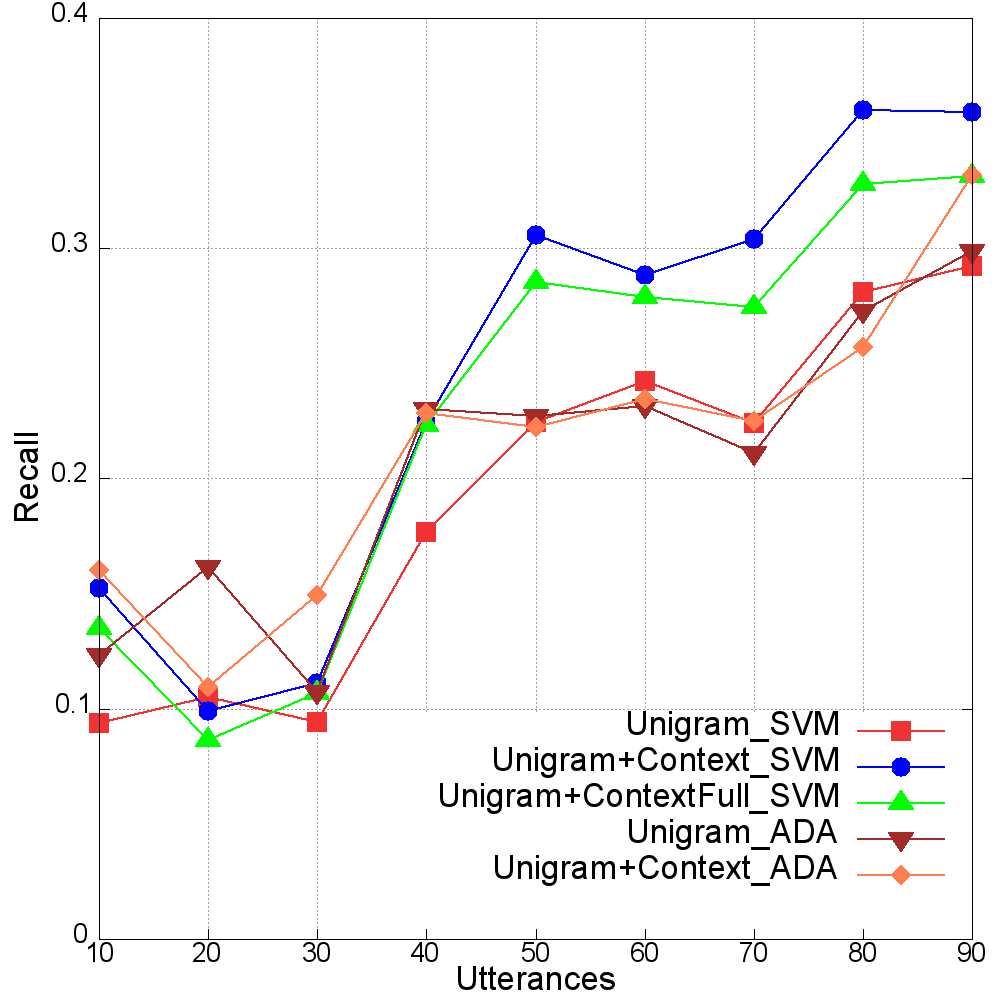 0.4
0.3
0.2
0.1
0
Recall
Unigram_SVM
Unigram+Context_SVM
Unigram+ContextFull_SVM
Unigram_ADA
Unigram+Context_ADA
10 20 30 40 50 60 70 80 90
Utterances